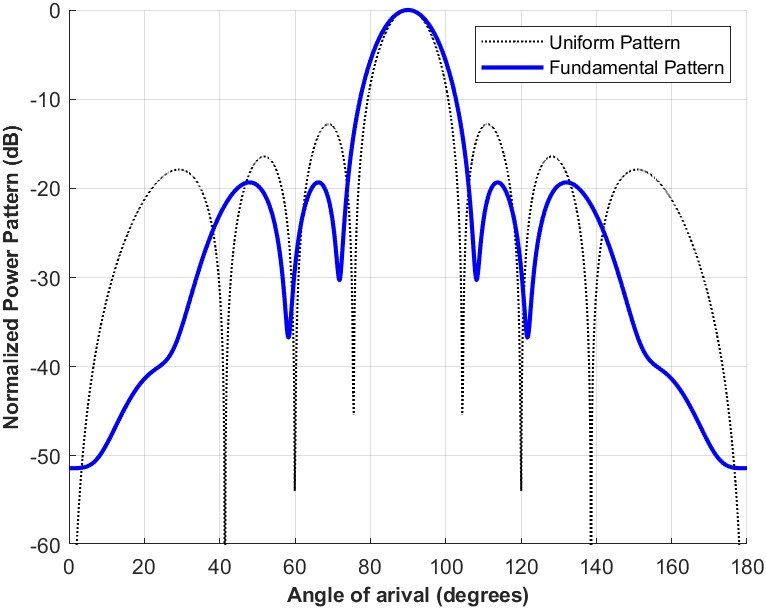 Uniform Pattern
Fundamental Pattern
Normalized Power Pattern (dB)
0
-10
-20
-30
-40
-50
-60
0 20 40 60 80 100 120 140 160 180
Angle of arival (degrees)